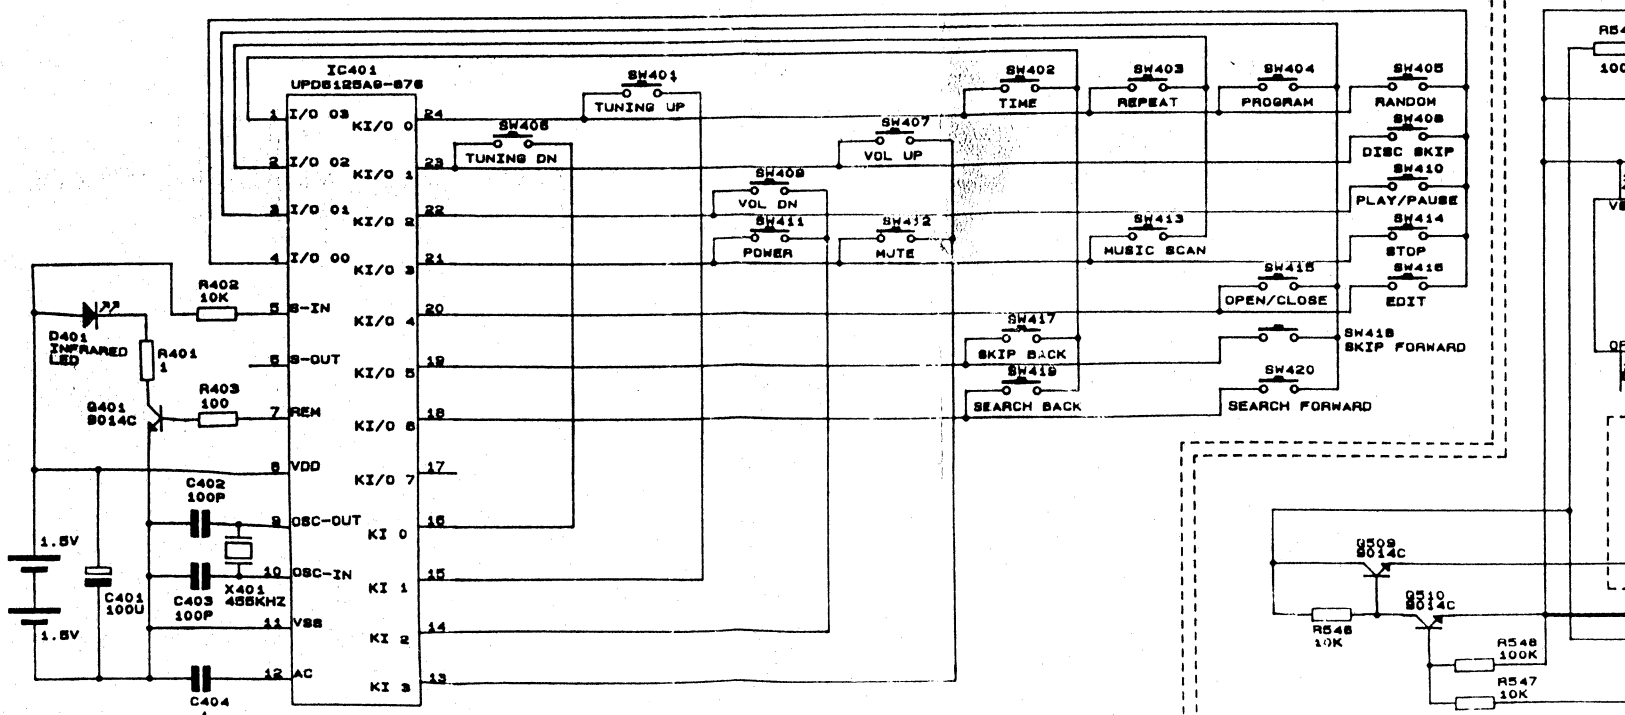 IC401
UPD6125AG-676
1 I/O 03
2 I/O 02
3 I/O 01
4 I/O 00
5 S-IN
6 S-OUT
7 REM
8 VDD
9 OSC-OUT
10 OSC-IN
11 VSS
12 AC
KI/O 0 24
KI/O 1 23
KI/O 2 22
KI/O 3 21
KI/O 4 20
KI/O 5 19
KI/O 6 18
KI/O 7 17
KI 0 16
KI 1 15
KI 2 14
KI 3 13
SW401
TUNING UP
SW402
TIME
SW403
REPEAT
SW404
PROGRAM
SW405
RANDOM
SW406
TUNING DN
SW407
VOL UP
SW408
DISC SKIP
SW409
VOL DN
SW410
PLAY/PAUSE
SW411
POWER
SW412
MUTE
SW413
MUSIC SCAN
SW414
STOP
SW415
OPEN/CLOSE
SW416
EDIT
SW417
SKIP BACK
SW418
SKIP FORWARD
SW419
SEARCH BACK
SW420
SEARCH FORWARD
R402
10K
D401
INFRARED
LED
R401
1
R403
100
Q401
9014C
C402
100P
C403
100P
X401
455KHZ
1.5V
1.5V
C401
100U
C404
Q509
9014C
Q510
9014C
R546
10K
R548
100K
R547
10K